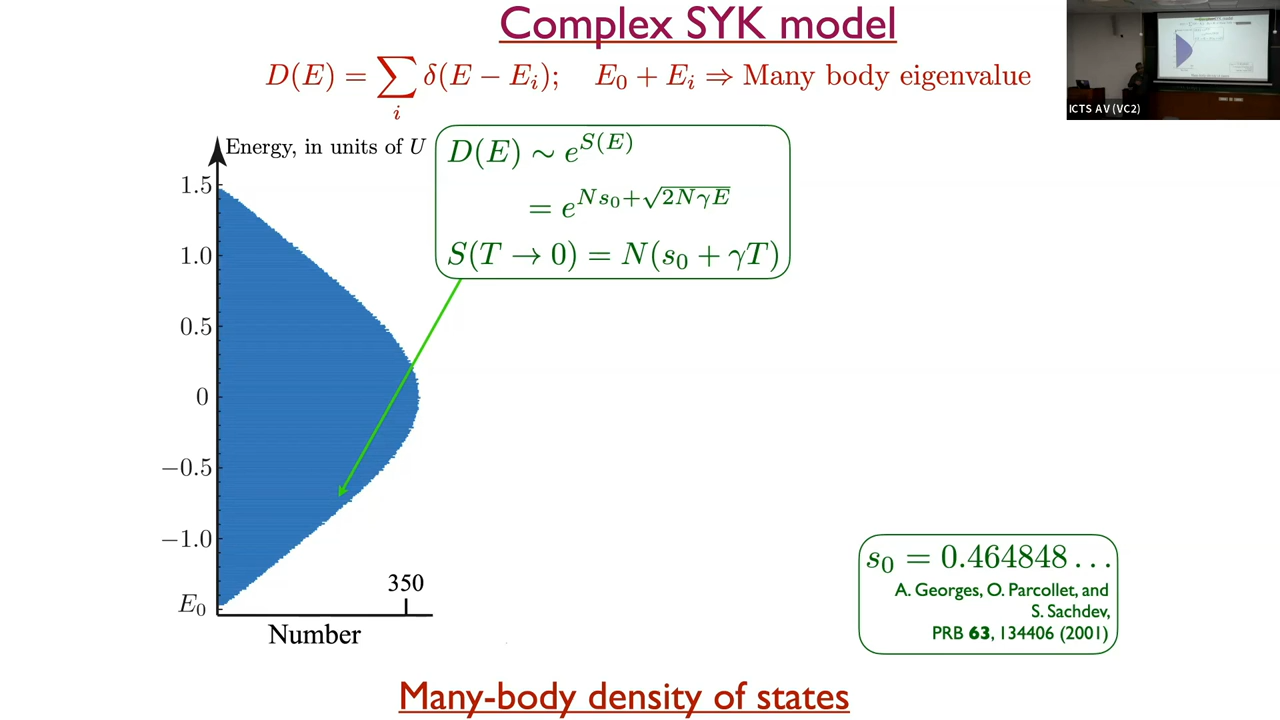 Complex SYK model
D(E) = ∑_i δ(E − E_i); E_0 + E_i ⇒ Many body eigenvalue
ICTS AV (VC2)
Energy, in units of U
D(E) ∼ e^{S(E)}
= e^{Ns_0+√(2NγE)}
S(T → 0) = N(s_0 + γT)
1.5
1.0
0.5
0
−0.5
−1.0
E_0
350
Number
s_0 = 0.464848...
A. Georges, O. Parcollet, and
S. Sachdev,
PRB 63, 134406 (2001)
Many-body density of states